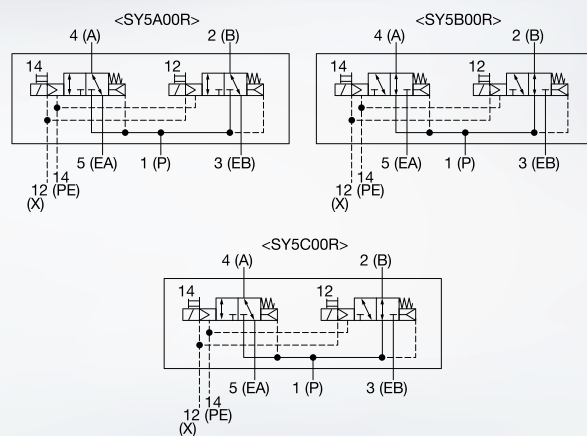 <SY5A00R>
4 (A)
2 (B)
14
12
5 (EA)
1 (P)
3 (EB)
12
(X)
14
(PE)
<SY5B00R>
4 (A)
2 (B)
14
12
5 (EA)
1 (P)
3 (EB)
12
(X)
14
(PE)
<SY5C00R>
4 (A)
2 (B)
14
12
5 (EA)
1 (P)
3 (EB)
12
(X)
14
(PE)